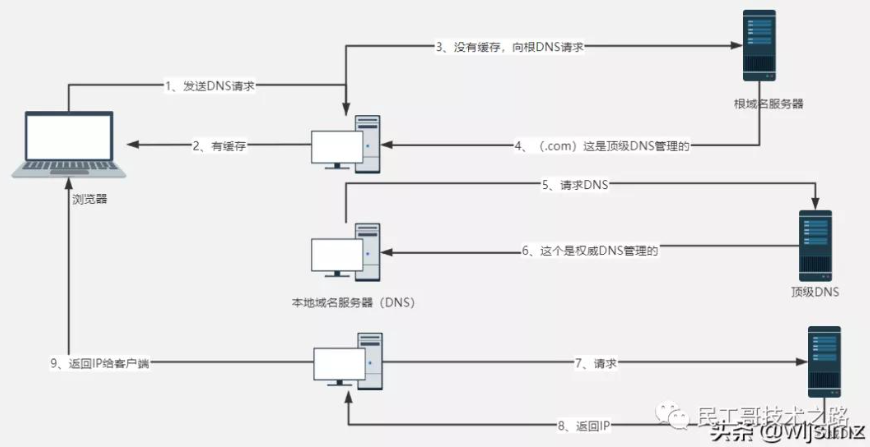 3、没有缓存，向根DNS请求
1、发送DNS请求
根域名服务器
2、有缓存
4、（.com）这是顶级DNS管理的
浏览器
5、请求DNS
6、这个是权威DNS管理的
顶级DNS
本地域名服务器（DNS）
9、返回IP给客户端
7、请求
民工哥技术之路
8、返回IP
头条 @wljslmz